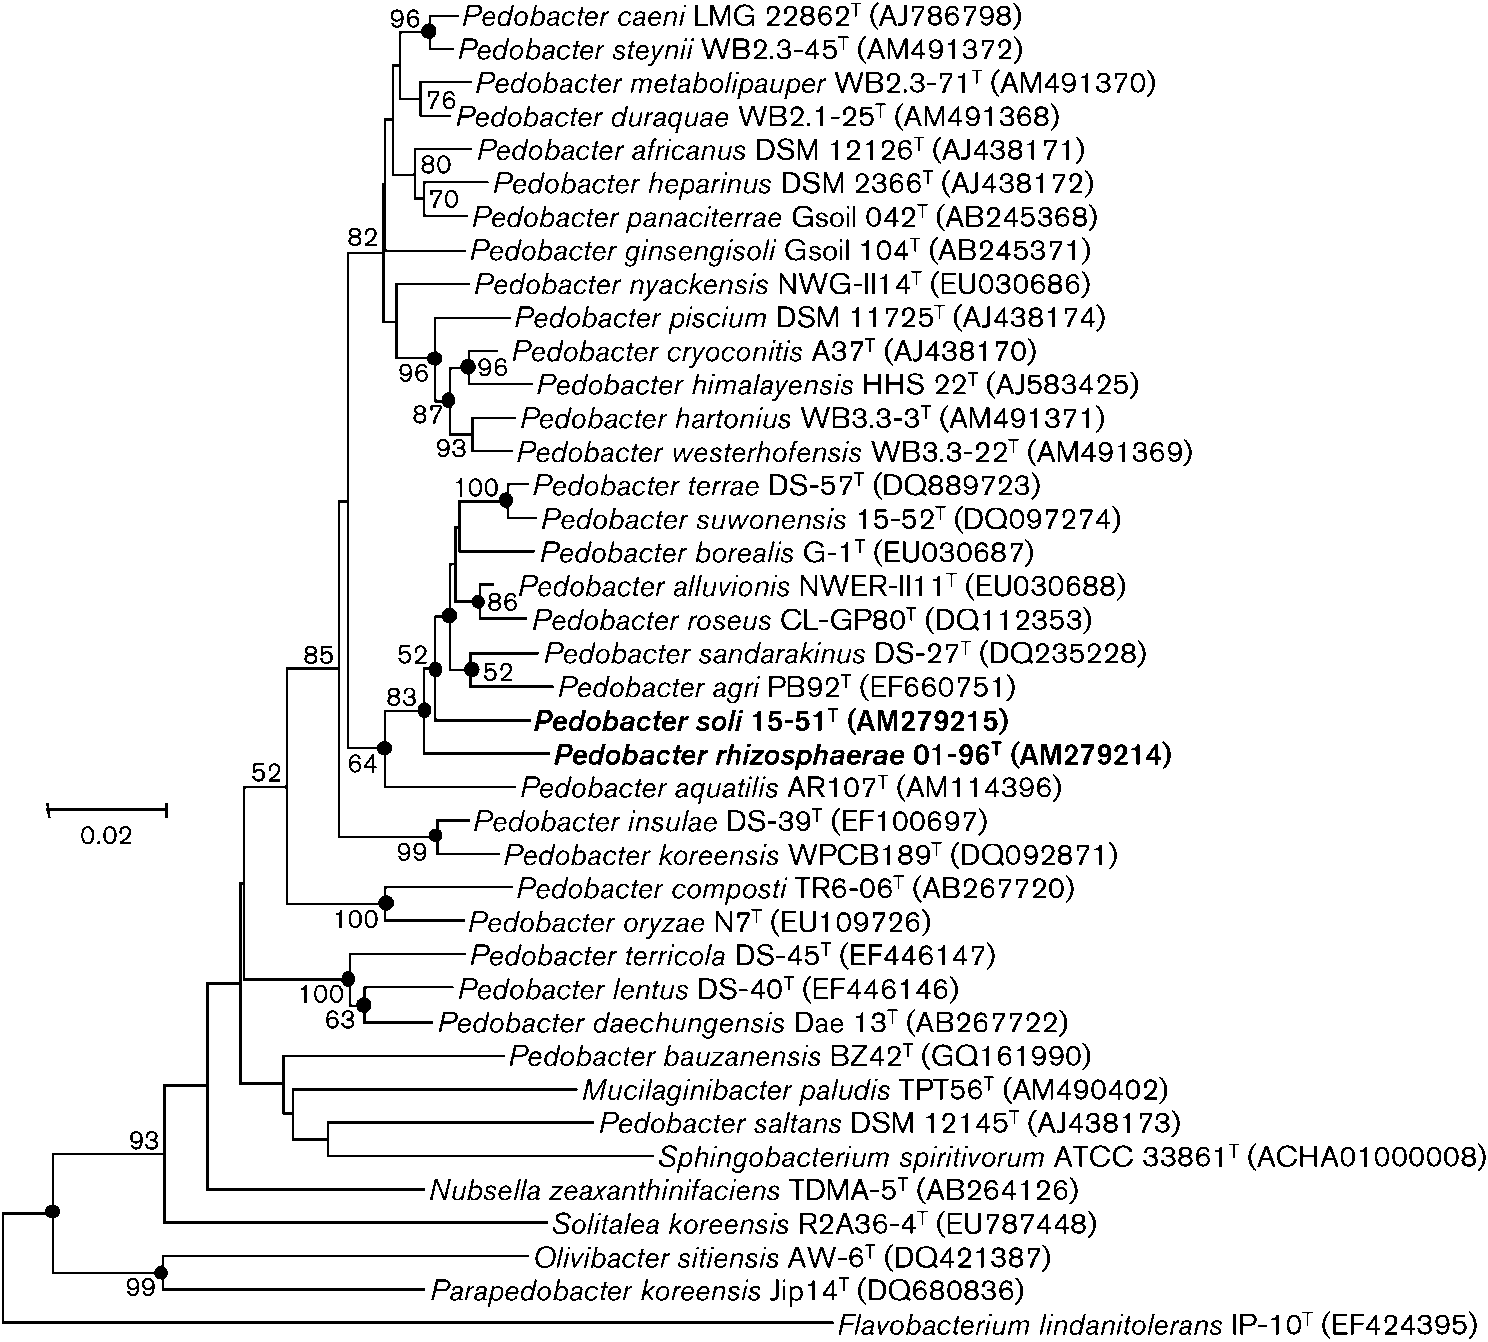 96 Pedobacter caeni LMG 22862ᵀ (AJ786798)
Pedobacter steynii WB2.3-45ᵀ (AM491372)
Pedobacter metabolipauper WB2.3-71ᵀ (AM491370)
76
Pedobacter duraquae WB2.1-25ᵀ (AM491368)
Pedobacter africanus DSM 12126ᵀ (AJ438171)
80
Pedobacter heparinus DSM 2366ᵀ (AJ438172)
70
Pedobacter panaciterrae Gsoil 042ᵀ (AB245368)
82
Pedobacter ginsengisoli Gsoil 104ᵀ (AB245371)
Pedobacter nyackensis NWG-II14ᵀ (EU030686)
Pedobacter piscium DSM 11725ᵀ (AJ438174)
Pedobacter cryoconitis A37ᵀ (AJ438170)
96 96
Pedobacter himalayensis HHS 22ᵀ (AJ583425)
87 Pedobacter hartonius WB3.3-3ᵀ (AM491371)
93 Pedobacter westerhofensis WB3.3-22ᵀ (AM491369)
100 Pedobacter terrae DS-57ᵀ (DQ889723)
Pedobacter suwonensis 15-52ᵀ (DQ097274)
Pedobacter borealis G-1ᵀ (EU030687)
Pedobacter alluvionis NWER-II11ᵀ (EU030688)
86
Pedobacter roseus CL-GP80ᵀ (DQ112353)
85 52 Pedobacter sandarakinus DS-27ᵀ (DQ235228)
52
Pedobacter agri PB92ᵀ (EF660751)
83
Pedobacter soli 15-51ᵀ (AM279215)
Pedobacter rhizosphaerae 01-96ᵀ (AM279214)
64
52
Pedobacter aquatilis AR107ᵀ (AM114396)
0.02
Pedobacter insulae DS-39ᵀ (EF100697)
99 Pedobacter koreensis WPCB189ᵀ (DQ092871)
Pedobacter composti TR6-06ᵀ (AB267720)
100 Pedobacter oryzae N7ᵀ (EU109726)
Pedobacter terricola DS-45ᵀ (EF446147)
100 Pedobacter lentus DS-40ᵀ (EF446146)
63 Pedobacter daechungensis Dae 13ᵀ (AB267722)
Pedobacter bauzanensis BZ42ᵀ (GQ161990)
Mucilaginibacter paludis TPT56ᵀ (AM490402)
Pedobacter saltans DSM 12145ᵀ (AJ438173)
93
Sphingobacterium spiritivorum ATCC 33861ᵀ (ACHA01000008)
Nubsella zeaxanthinifaciens TDMA-5ᵀ (AB264126)
Solitalea koreensis R2A36-4ᵀ (EU787448)
Olivibacter sitiensis AW-6ᵀ (DQ421387)
99 Parapedobacter koreensis Jip14ᵀ (DQ680836)
Flavobacterium lindanitolerans IP-10ᵀ (EF424395)